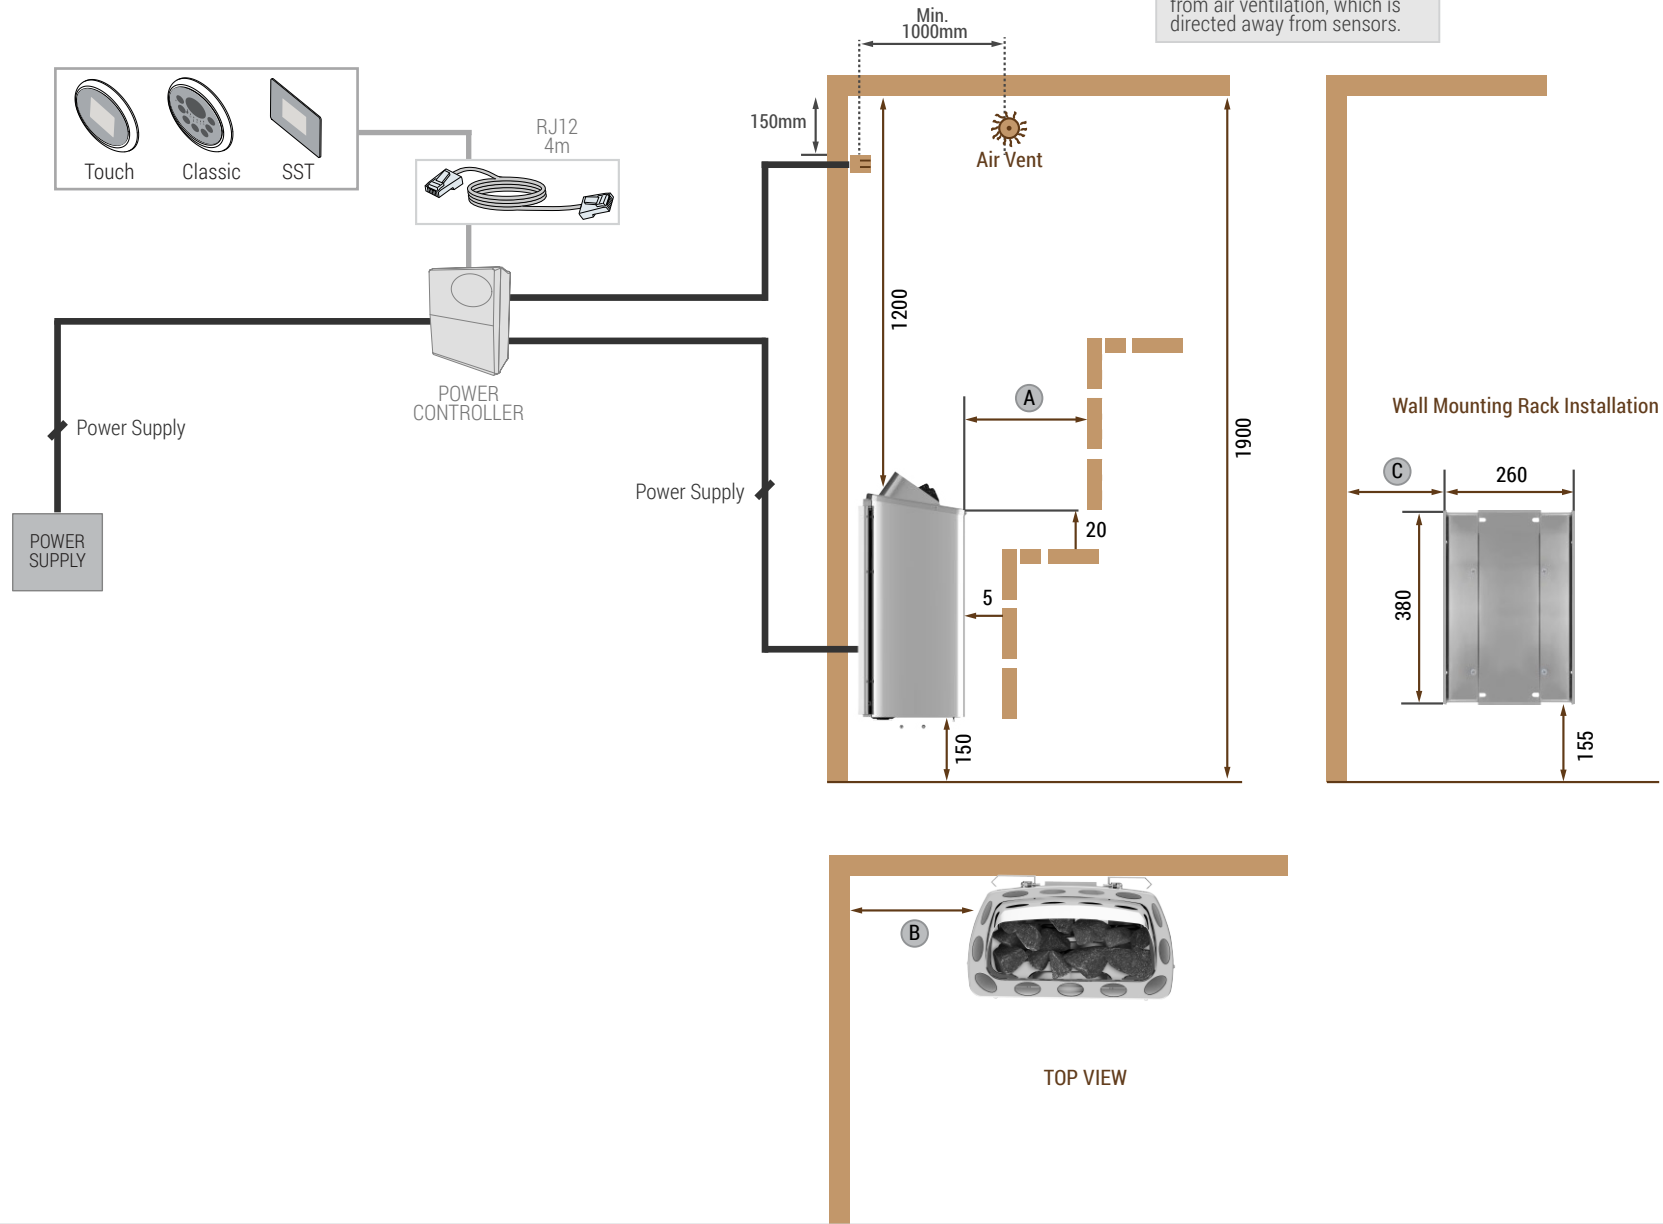 from air ventilation, which is
directed away from sensors.
Min.
1000mm
150mm
Air Vent
Touch
Classic
SST
RJ12
4m
POWER
CONTROLLER
Power Supply
POWER
SUPPLY
Power Supply
1200
A
1900
20
5
150
Wall Mounting Rack Installation
C
260
380
155
B
TOP VIEW